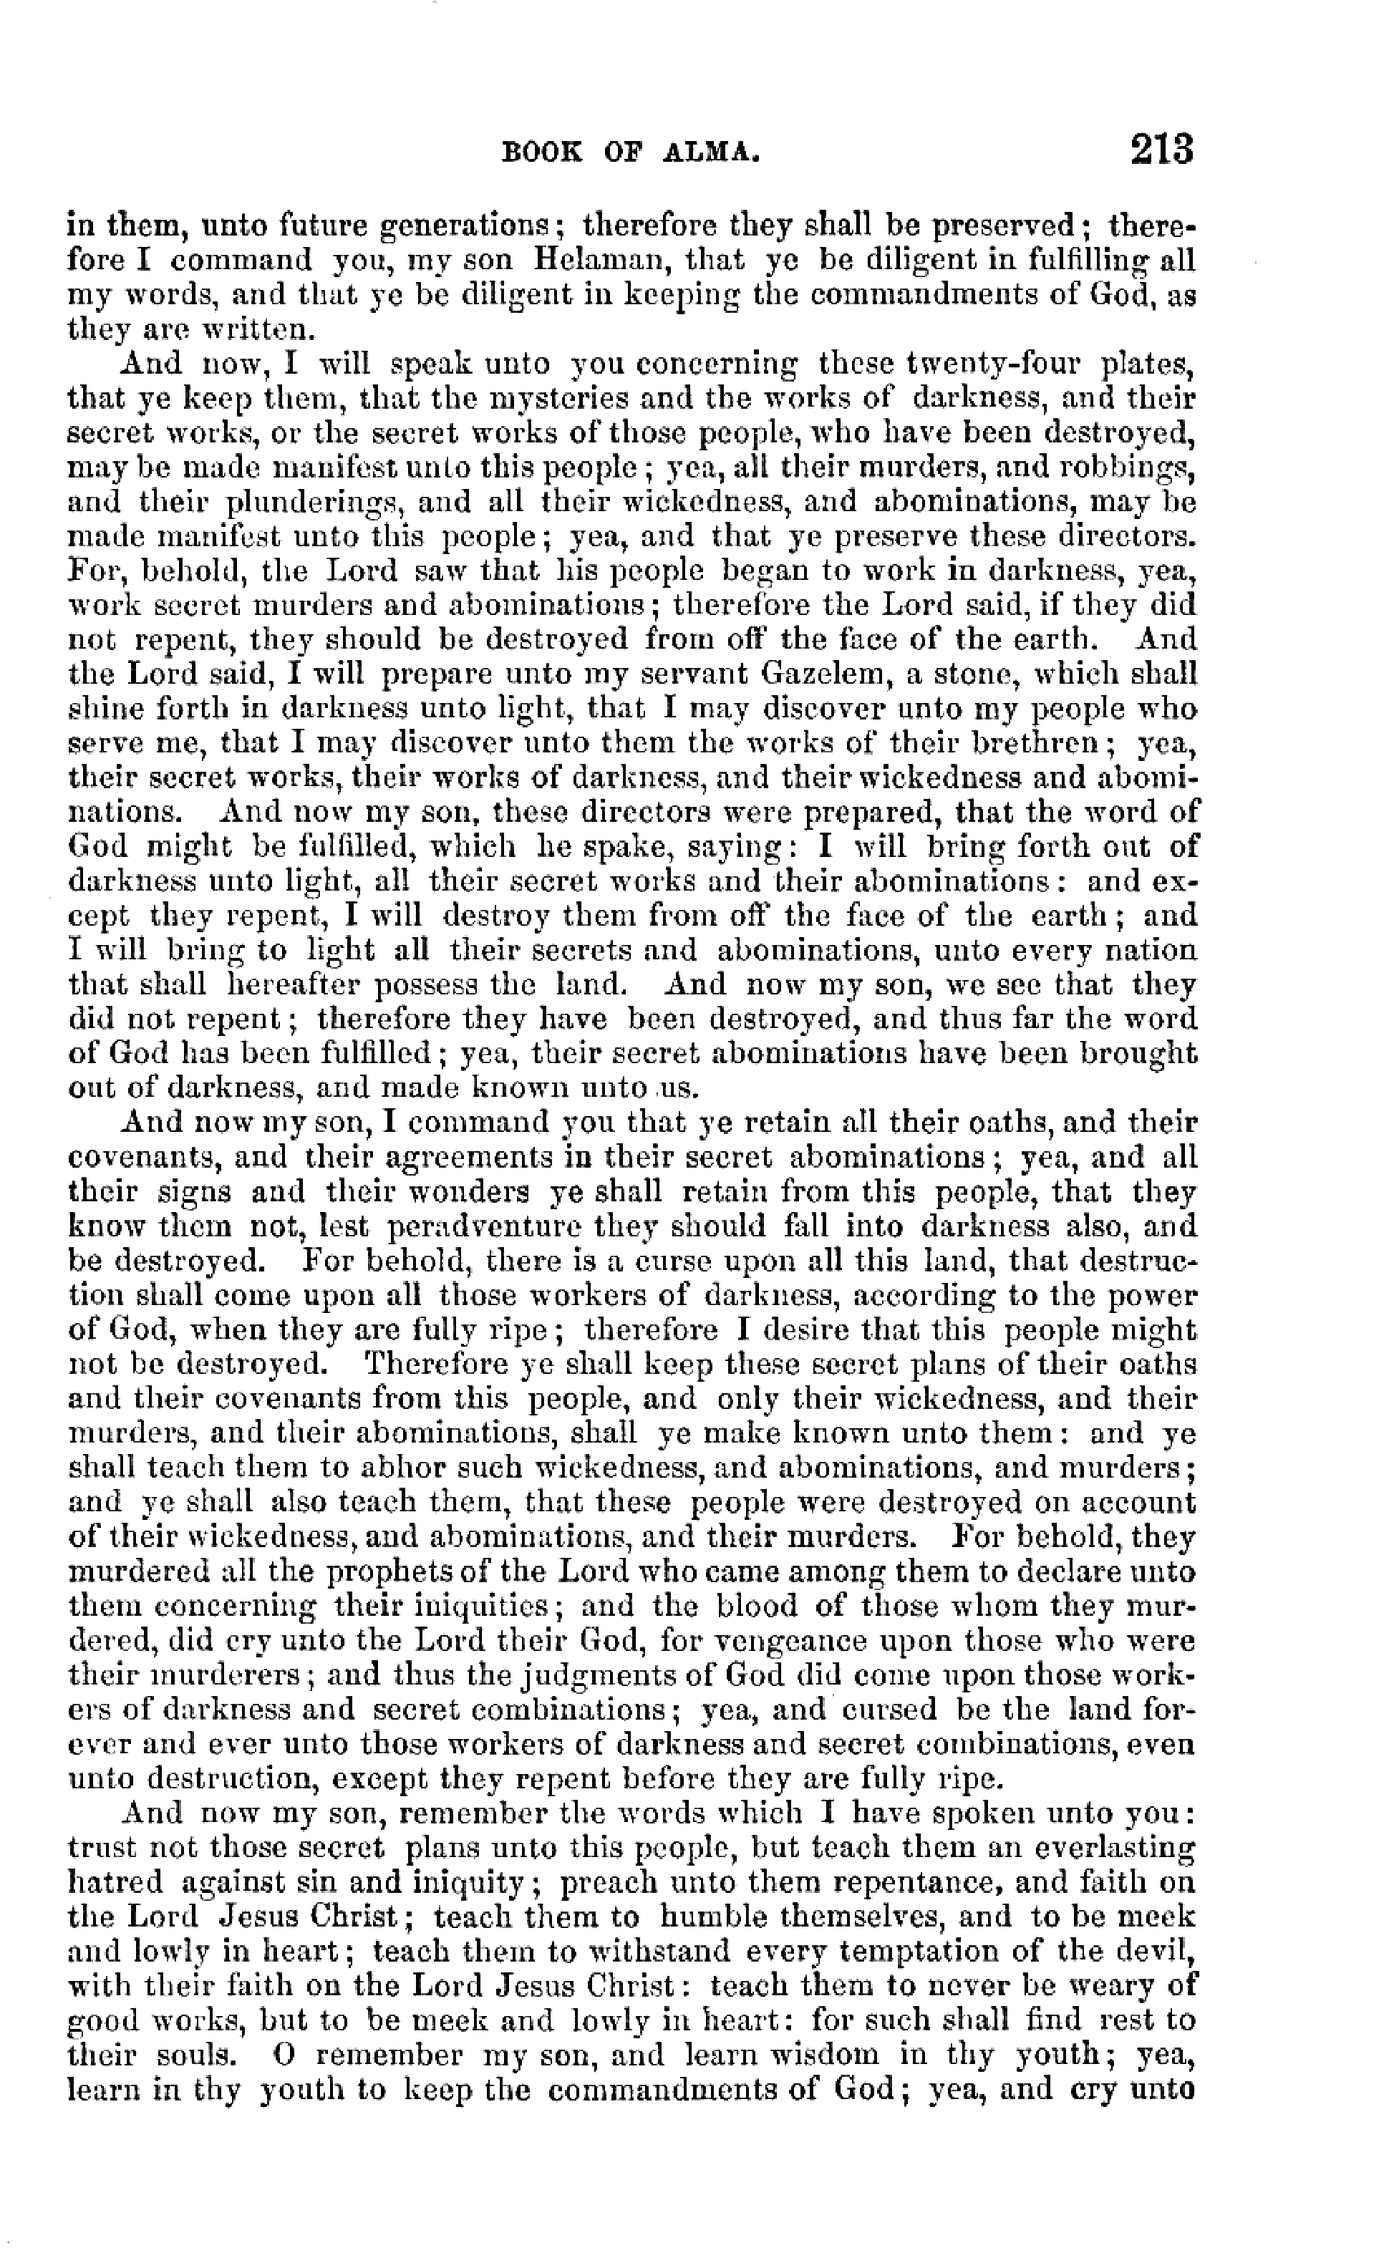 BOOK OF ALMA. 213
in them, unto future generations; therefore they shall be preserved; there-
fore I command you, my son Helaman, that ye be diligent in fulfilling all
my words, and that ye be diligent in keeping the commandments of God, as
they are written.
And now, I will speak unto you concerning these twenty-four plates,
that ye keep them, that the mysteries and the works of darkness, and their
secret works, or the secret works of those people, who have been destroyed,
may be made manifest unto this people; yea, all their murders, and robbings,
and their plunderings, and all their wickedness, and abominations, may be
made manifest unto this people; yea, and that ye preserve these directors.
For, behold, the Lord saw that his people began to work in darkness, yea,
work secret murders and abominations; therefore the Lord said, if they did
not repent, they should be destroyed from off the face of the earth. And
the Lord said, I will prepare unto my servant Gazelem, a stone, which shall
shine forth in darkness unto light, that I may discover unto my people who
serve me, that I may discover unto them the works of their brethren; yea,
their secret works, their works of darkness, and their wickedness and abomi-
nations. And now my son, these directors were prepared, that the word of
God might be fulfilled, which he spake, saying: I will bring forth out of
darkness unto light, all their secret works and their abominations: and ex-
cept they repent, I will destroy them from off the face of the earth; and
I will bring to light all their secrets and abominations, unto every nation
that shall hereafter possess the land. And now my son, we see that they
did not repent; therefore they have been destroyed, and thus far the word
of God has been fulfilled; yea, their secret abominations have been brought
out of darkness, and made known unto us.
And now my son, I command you that ye retain all their oaths, and their
covenants, and their agreements in their secret abominations; yea, and all
their signs and their wonders ye shall retain from this people, that they
know them not, lest peradventure they should fall into darkness also, and
be destroyed. For behold, there is a curse upon all this land, that destruc-
tion shall come upon all those workers of darkness, according to the power
of God, when they are fully ripe; therefore I desire that this people might
not be destroyed. Therefore ye shall keep these secret plans of their oaths
and their covenants from this people, and only their wickedness, and their
murders, and their abominations, shall ye make known unto them: and ye
shall teach them to abhor such wickedness, and abominations, and murders;
and ye shall also teach them, that these people were destroyed on account
of their wickedness, and abominations, and their murders. For behold, they
murdered all the prophets of the Lord who came among them to declare unto
them concerning their iniquities; and the blood of those whom they mur-
dered, did cry unto the Lord their God, for vengeance upon those who were
their murderers; and thus the judgments of God did come upon those work-
ers of darkness and secret combinations; yea, and cursed be the land for-
ever and ever unto those workers of darkness and secret combinations, even
unto destruction, except they repent before they are fully ripe.
And now my son, remember the words which I have spoken unto you:
trust not those secret plans unto this people, but teach them an everlasting
hatred against sin and iniquity; preach unto them repentance, and faith on
the Lord Jesus Christ; teach them to humble themselves, and to be meek
and lowly in heart; teach them to withstand every temptation of the devil,
with their faith on the Lord Jesus Christ: teach them to never be weary of
good works, but to be meek and lowly in heart: for such shall find rest to
their souls. O remember my son, and learn wisdom in thy youth; yea,
learn in thy youth to keep the commandments of God; yea, and cry unto